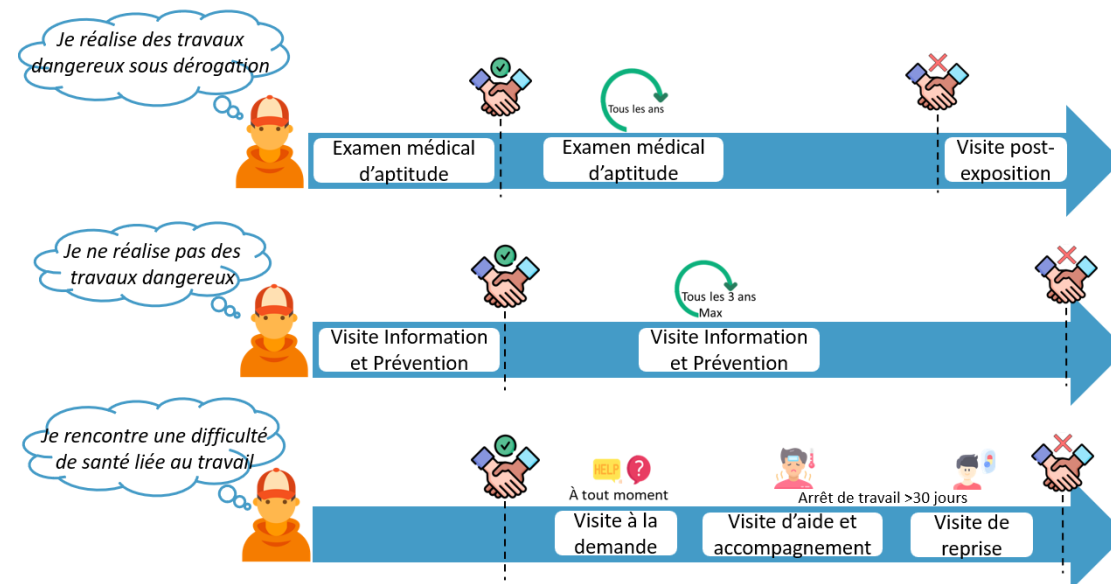 Je réalise des travaux
dangereux sous dérogation
Tous les ans
Examen médical
d'aptitude
Examen médical
d'aptitude
Visite post-
exposition
Je ne réalise pas des
travaux dangereux
Tous les 3 ans
Max
Visite Information
et Prévention
Visite Information
et Prévention
Je rencontre une difficulté
de santé liée au travail
HELP ?
À tout moment
Arrêt de travail >30 jours
Visite à la
demande
Visite d'aide et
accompagnement
Visite de
reprise